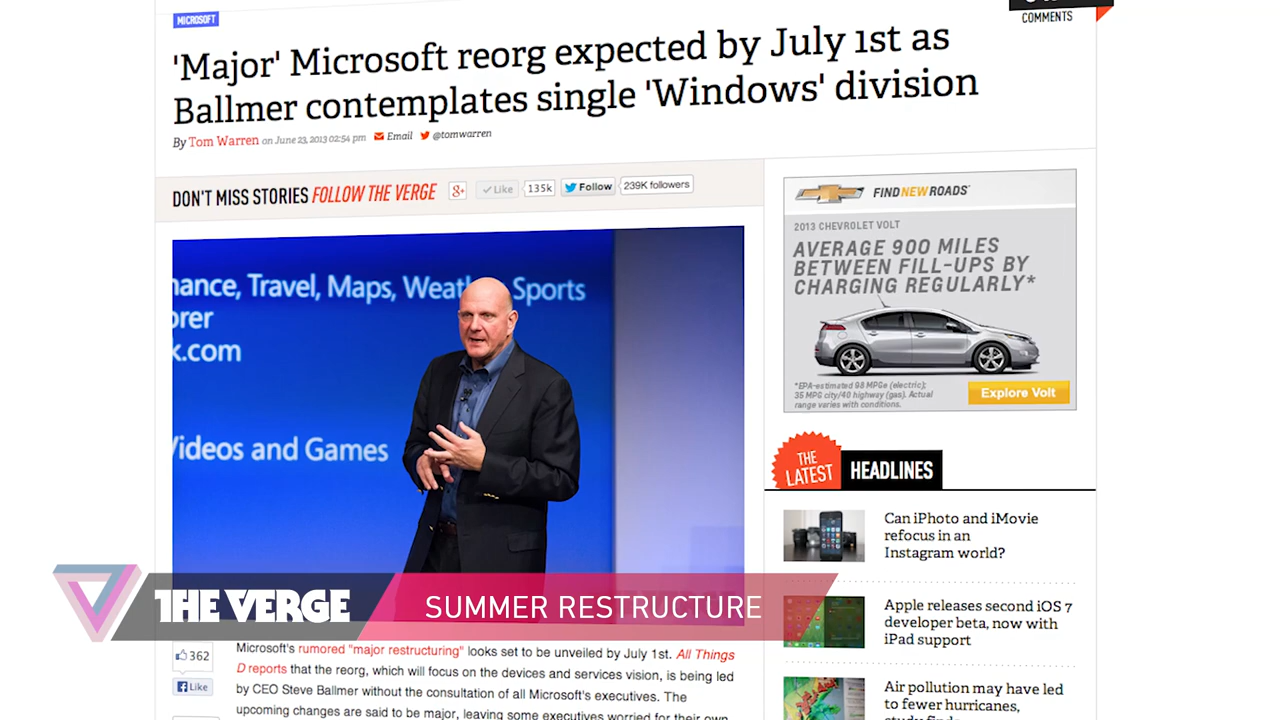 MICROSOFT
COMMENTS
'Major' Microsoft reorg expected by July 1st as
Ballmer contemplates single 'Windows' division
By Tom Warren on June 23, 2013 02:54 pm Email @tomwarren
DON'T MISS STORIES FOLLOW THE VERGE
Like 135k
Follow 239K followers
nance, Travel, Maps, Weath Sports
orer
k.com
Videos and Games
FIND NEW ROADS
2013 CHEVROLET VOLT
AVERAGE 900 MILES
BETWEEN FILL-UPS BY
CHARGING REGULARLY*
*EPA-estimated 98 MPGe (electric);
35 MPG city/40 highway (gas). Actual
range varies with conditions.
Explore Volt
THE
LATEST
HEADLINES
Can iPhoto and iMovie
refocus in an
Instagram world?
Apple releases second iOS 7
developer beta, now with
iPad support
Air pollution may have led
to fewer hurricanes,
THE VERGE
SUMMER RESTRUCTURE
362
Like
Microsoft's rumored "major restructuring" looks set to be unveiled by July 1st. All Things
D reports that the reorg, which will focus on the devices and services vision, is being led
by CEO Steve Ballmer without the consultation of all Microsoft's executives. The
upcoming changes are said to be major, leaving some executives worried for their own